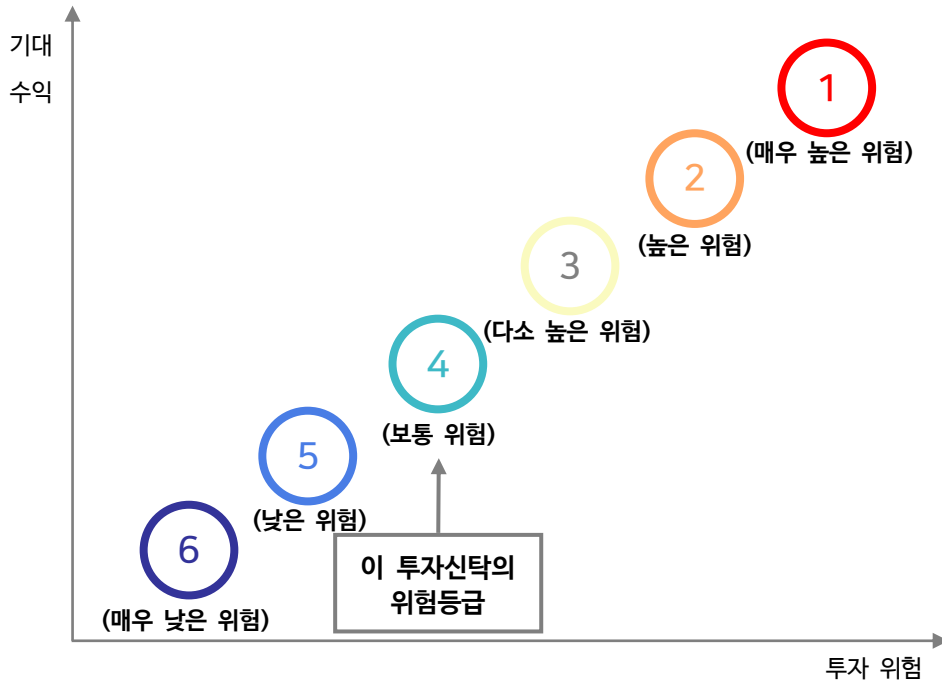 기대
수익
1
(매우 높은 위험)
2
(높은 위험)
3
(다소 높은 위험)
4
(보통 위험)
5
(낮은 위험)
6
(매우 낮은 위험)
이 투자신탁의
위험등급
투자 위험